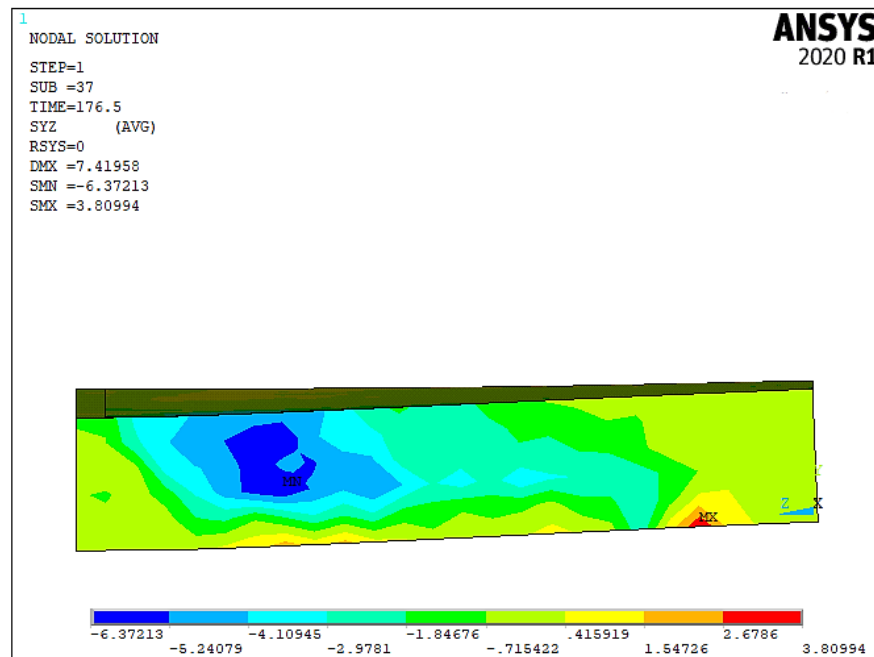 1
NODAL SOLUTION
STEP=1
SUB =37
TIME=176.5
SYZ (AVG)
RSYS=0
DMX =7.41958
SMN =-6.37213
SMX =3.80994
ANSYS
2020 R1
MN
MX
Y
Z X
-6.37213 -4.10945 -1.84676 .415919 2.6786
-5.24079 -2.9781 -.715422 1.54726 3.80994